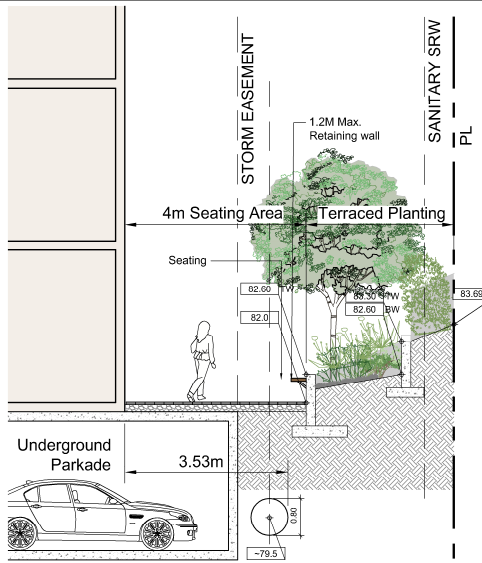 STORM EASEMENT
SANITARY SRW
PL
1.2M Max.
Retaining wall
4m Seating Area
Terraced Planting
Seating
82.60 TW
82.0
83.30 TW
82.60 BW
83.69
Underground
Parkade
3.53m
0.80
~79.5